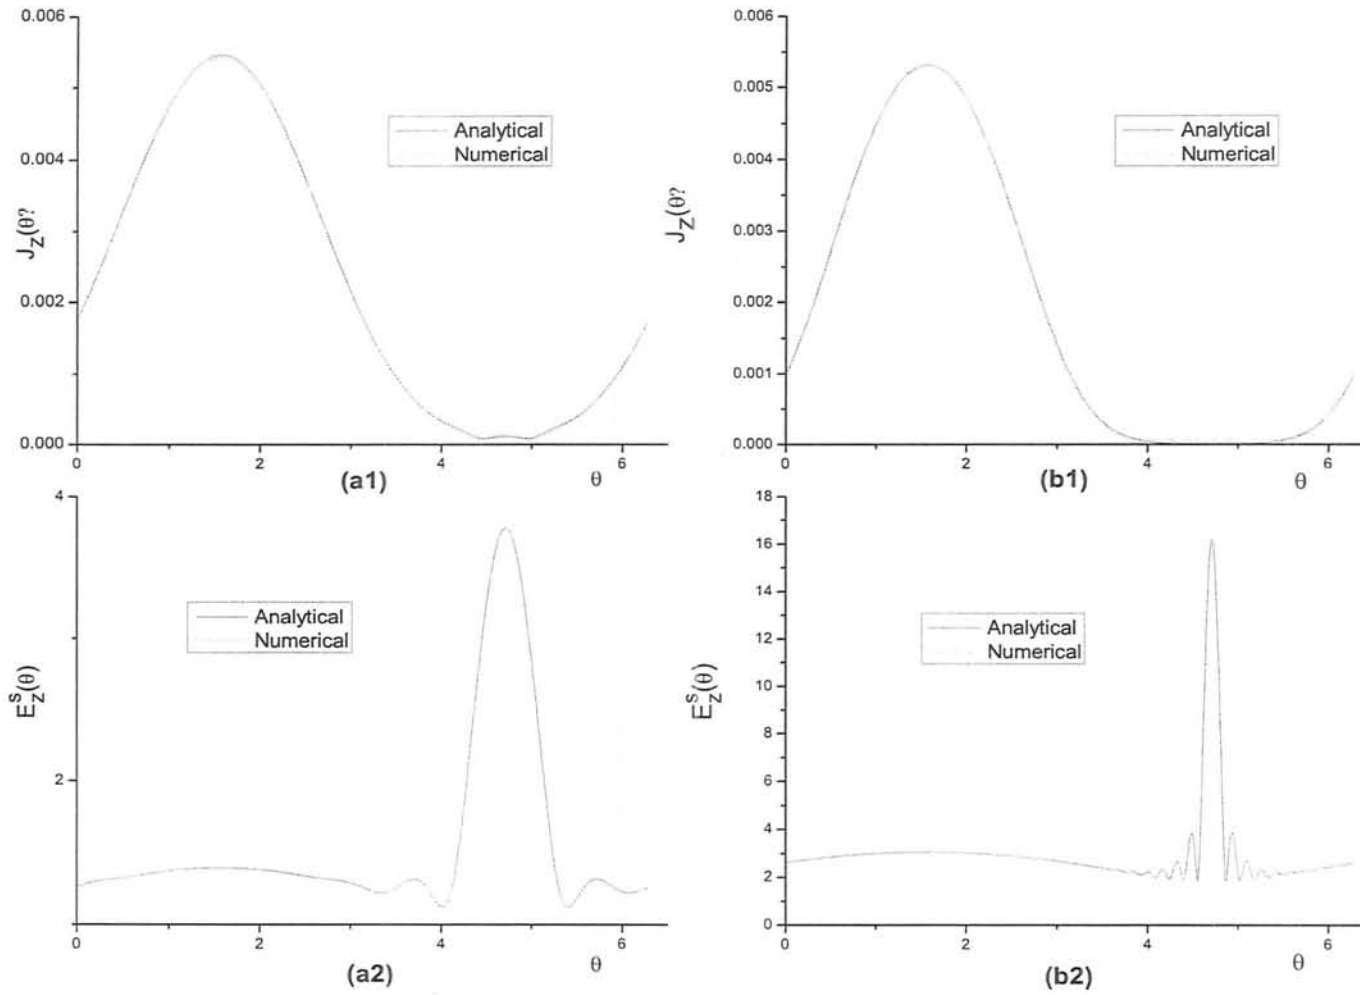 0.006
0.004
0.002
0.000
J_Z(θ?
Analytical
Numerical
0 2 4 6
(a1) θ
0.006
0.005
0.004
0.003
0.002
0.001
0.000
J_Z(θ?
Analytical
Numerical
0 2 4 6
(b1) θ
4
2
E_Z^S(θ)
Analytical
Numerical
0 2 4 6
(a2) θ
18
16
14
12
10
8
6
4
2
0
E_Z^S(θ)
Analytical
Numerical
0 2 4 6
(b2) θ